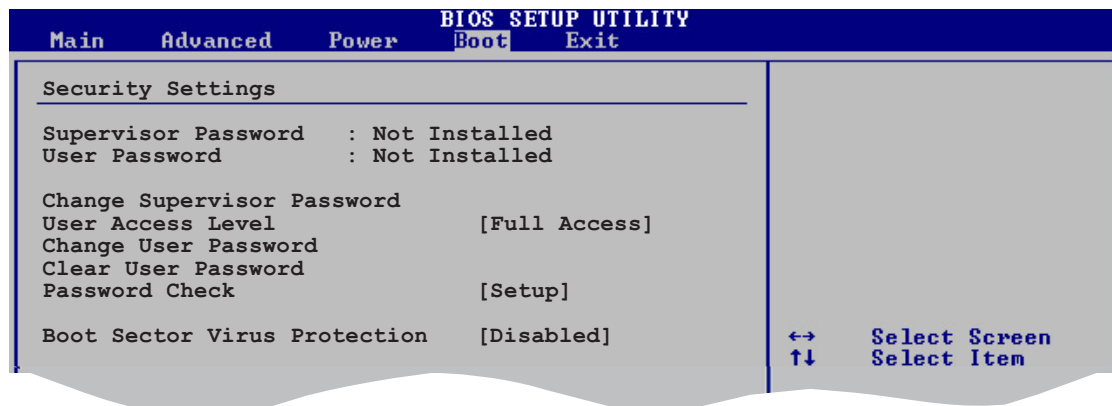 BIOS SETUP UTILITY
Main Advanced Power Boot Exit
Security Settings
Supervisor Password : Not Installed
User Password : Not Installed
Change Supervisor Password
User Access Level [Full Access]
Change User Password
Clear User Password
Password Check [Setup]
Boot Sector Virus Protection [Disabled]
←→ Select Screen
↑↓ Select Item